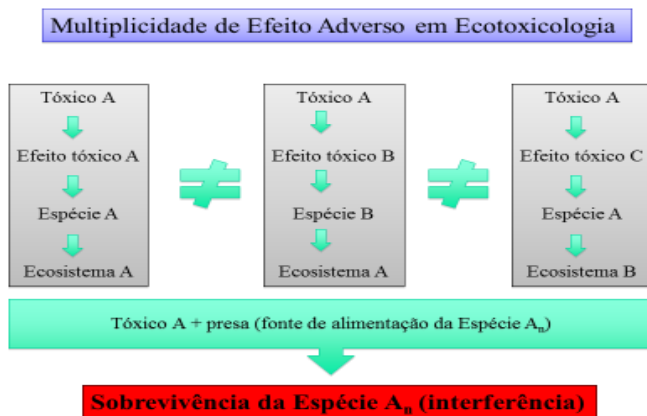 Multiplicidade de Efeito Adverso em Ecotoxicologia
Tóxico A
Efeito tóxico A
Espécie A
Ecosistema A
Tóxico A
Efeito tóxico B
Espécie B
Ecosistema A
Tóxico A
Efeito tóxico C
Espécie A
Ecosistema B
Tóxico A + presa (fonte de alimentação da Espécie Aₙ)
Sobrevivência da Espécie Aₙ (interferência)